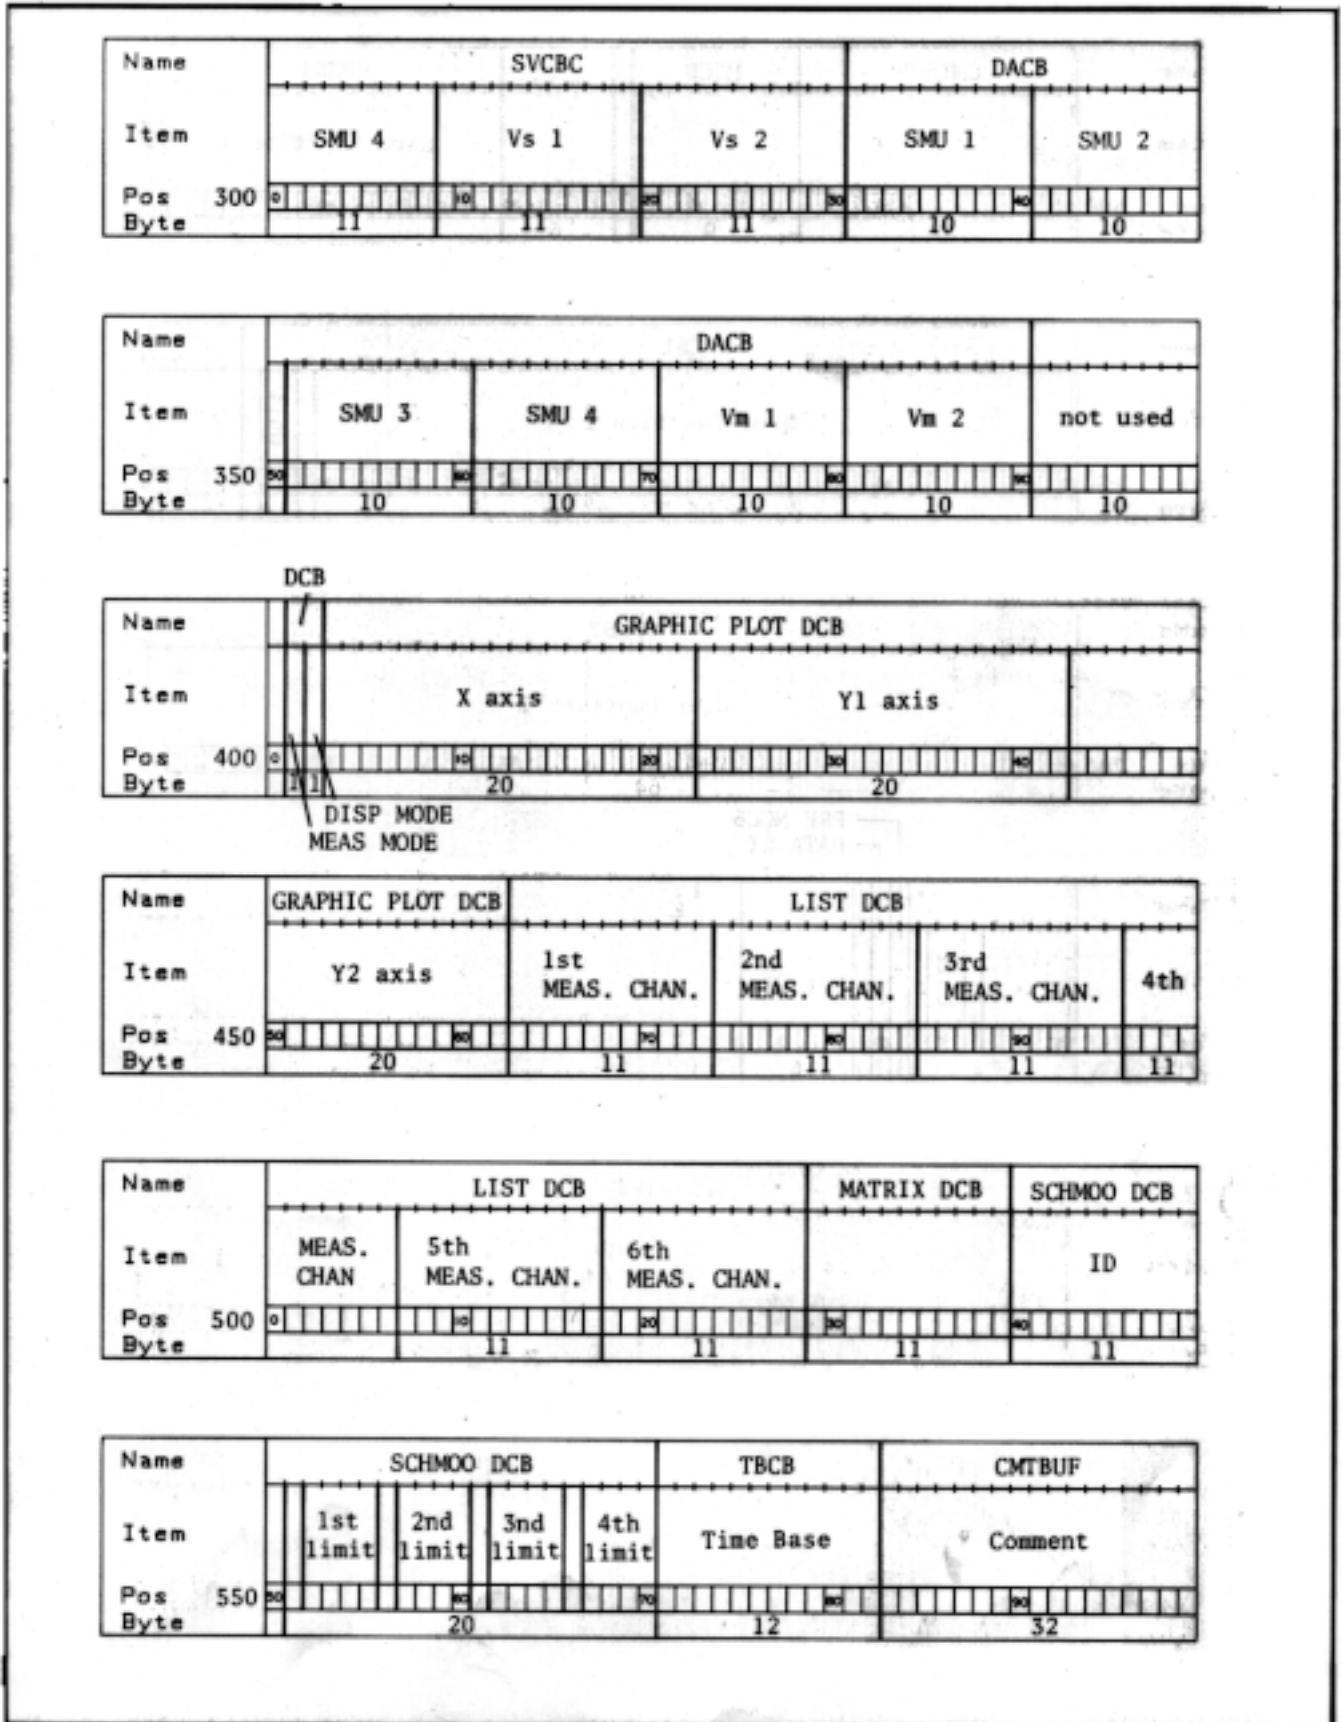 Name SVCBC DACB
Item SMU 4 Vs 1 Vs 2 SMU 1 SMU 2
Pos 300 0 10 20 30 40
Byte 11 11 11 10 10
Name DACB
Item SMU 3 SMU 4 Vm 1 Vm 2 not used
Pos 350 50 60 70 80 90
Byte 10 10 10 10 10
DCB
Name GRAPHIC PLOT DCB
Item X axis Y1 axis
Pos 400 0 10 20 30 40
Byte 1 1 20 20
DISP MODE
MEAS MODE
Name GRAPHIC PLOT DCB LIST DCB
1st 2nd 3rd
Item Y2 axis MEAS. CHAN. MEAS. CHAN. MEAS. CHAN. 4th
Pos 450 50 60 70 80 90
Byte 20 11 11 11 11
Name LIST DCB MATRIX DCB SCHMOO DCB
MEAS. 5th 6th
Item CHAN MEAS. CHAN. MEAS. CHAN. ID
Pos 500 0 10 20 30 40
Byte 11 11 11 11
Name SCHMOO DCB TBCB CMTBUF
1st 2nd 3rd 4th
Item limit limit limit limit Time Base Comment
Pos 550 50 60 70 80 90
Byte 20 12 32